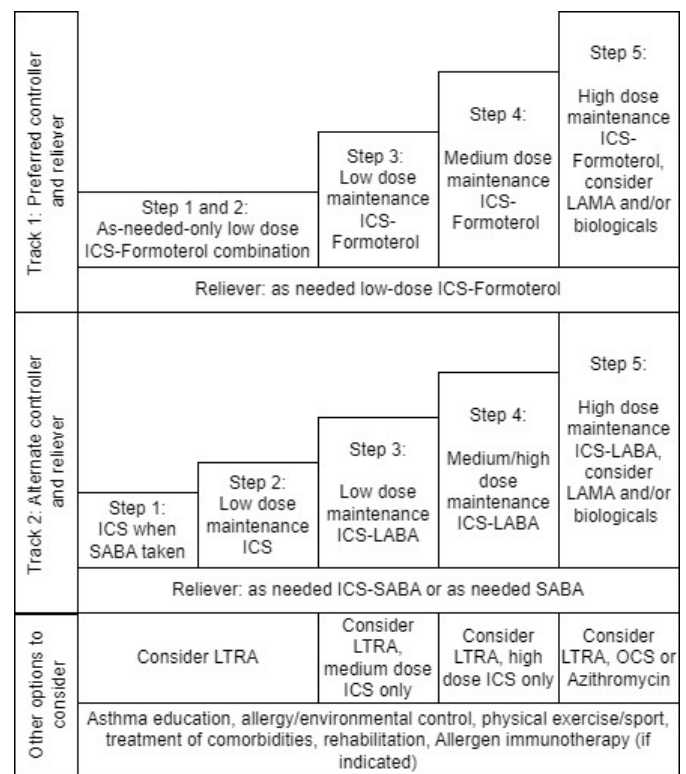 Track 1: Preferred controller
and reliever
Step 1 and 2:
As-needed-only low dose
ICS-Formoterol combination
Step 3:
Low dose
maintenance
ICS-
Formoterol
Step 4:
Medium dose
maintenance
ICS-
Formoterol
Step 5:
High dose
maintenance
ICS-
Formoterol,
consider
LAMA and/or
biologicals
Reliever: as needed low-dose ICS-Formoterol
Track 2: Alternate controller
and reliever
Step 1:
ICS when
SABA taken
Step 2:
Low dose
maintenance
ICS
Step 3:
Low dose
maintenance
ICS-LABA
Step 4:
Medium/high
dose
maintenance
ICS-LABA
Step 5:
High dose
maintenance
ICS-LABA,
consider
LAMA and/or
biologicals
Reliever: as needed ICS-SABA or as needed SABA
Other options to
consider
Consider LTRA
Consider
LTRA,
medium dose
ICS only
Consider
LTRA, high
dose ICS only
Consider
LTRA, OCS or
Azithromycin
Asthma education, allergy/environmental control, physical exercise/sport,
treatment of comorbidities, rehabilitation, Allergen immunotherapy (if
indicated)